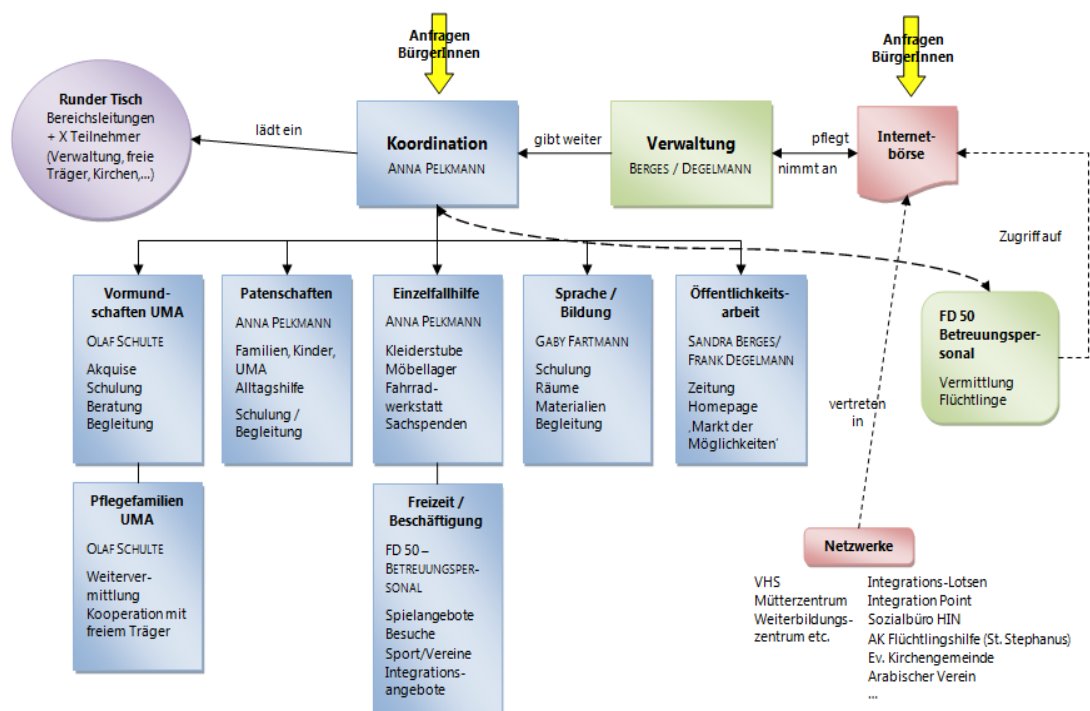 Anfragen
BürgerInnen
Anfragen
BürgerInnen
Runder Tisch
Bereichsleitungen
+ X Teilnehmer
(Verwaltung, freie
Träger, Kirchen,...)
lädt ein
Koordination
ANNA PELKMANN
gibt weiter
Verwaltung
BERGES / DEGELMANN
pflegt
nimmt an
Internet-
börse
Zugriff auf
Vormund-
schaften UMA
OLAF SCHULTE
Akquise
Schulung
Beratung
Begleitung
Patenschaften
ANNA PELKMANN
Familien, Kinder,
UMA
Alltagshilfe
Schulung /
Begleitung
Einzelfallhilfe
ANNA PELKMANN
Kleiderstube
Möbellager
Fahrrad-
werkstatt
Sachspenden
Sprache /
Bildung
GABY FARTMANN
Schulung
Räume
Materialien
Begleitung
Öffentlichkeits-
arbeit
SANDRA BERGES/
FRANK DEGELMANN
Zeitung
Homepage
‚Markt der
Möglichkeiten‘
FD 50
Betreuungsper-
sonal
Vermittlung
Flüchtlinge
vertreten
in
Pflegefamilien
UMA
OLAF SCHULTE
Weiterver-
mittlung
Kooperation mit
freiem Träger
Freizeit /
Beschäftigung
FD 50 –
BETREUUNGSPER-
SONAL
Spielangebote
Besuche
Sport/Vereine
Integrations-
angebote
Netzwerke
VHS
Mütterzentrum
Weiterbildungs-
zentrum etc.
Integrations-Lotsen
Integration Point
Sozialbüro HIN
AK Flüchtlingshilfe (St. Stephanus)
Ev. Kirchengemeinde
Arabischer Verein
...